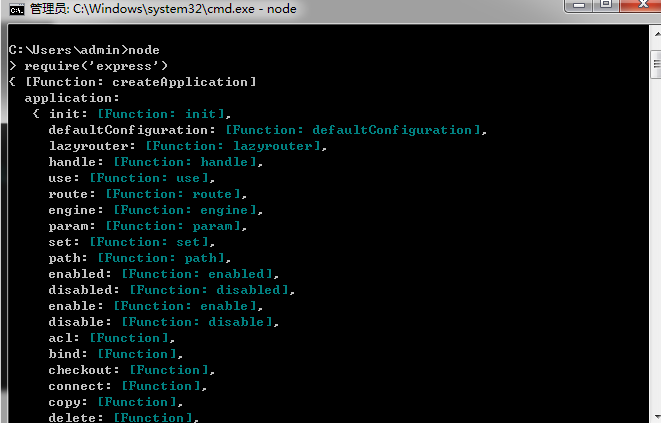 管理员: C:\Windows\system32\cmd.exe - node
C:\Users\admin>node
> require('express')
{ [Function: createApplication]
  application:
   { init: [Function: init],
     defaultConfiguration: [Function: defaultConfiguration],
     lazyrouter: [Function: lazyrouter],
     handle: [Function: handle],
     use: [Function: use],
     route: [Function: route],
     engine: [Function: engine],
     param: [Function: param],
     set: [Function: set],
     path: [Function: path],
     enabled: [Function: enabled],
     disabled: [Function: disabled],
     enable: [Function: enable],
     disable: [Function: disable],
     acl: [Function],
     bind: [Function],
     checkout: [Function],
     connect: [Function],
     copy: [Function],
     delete: [Function],